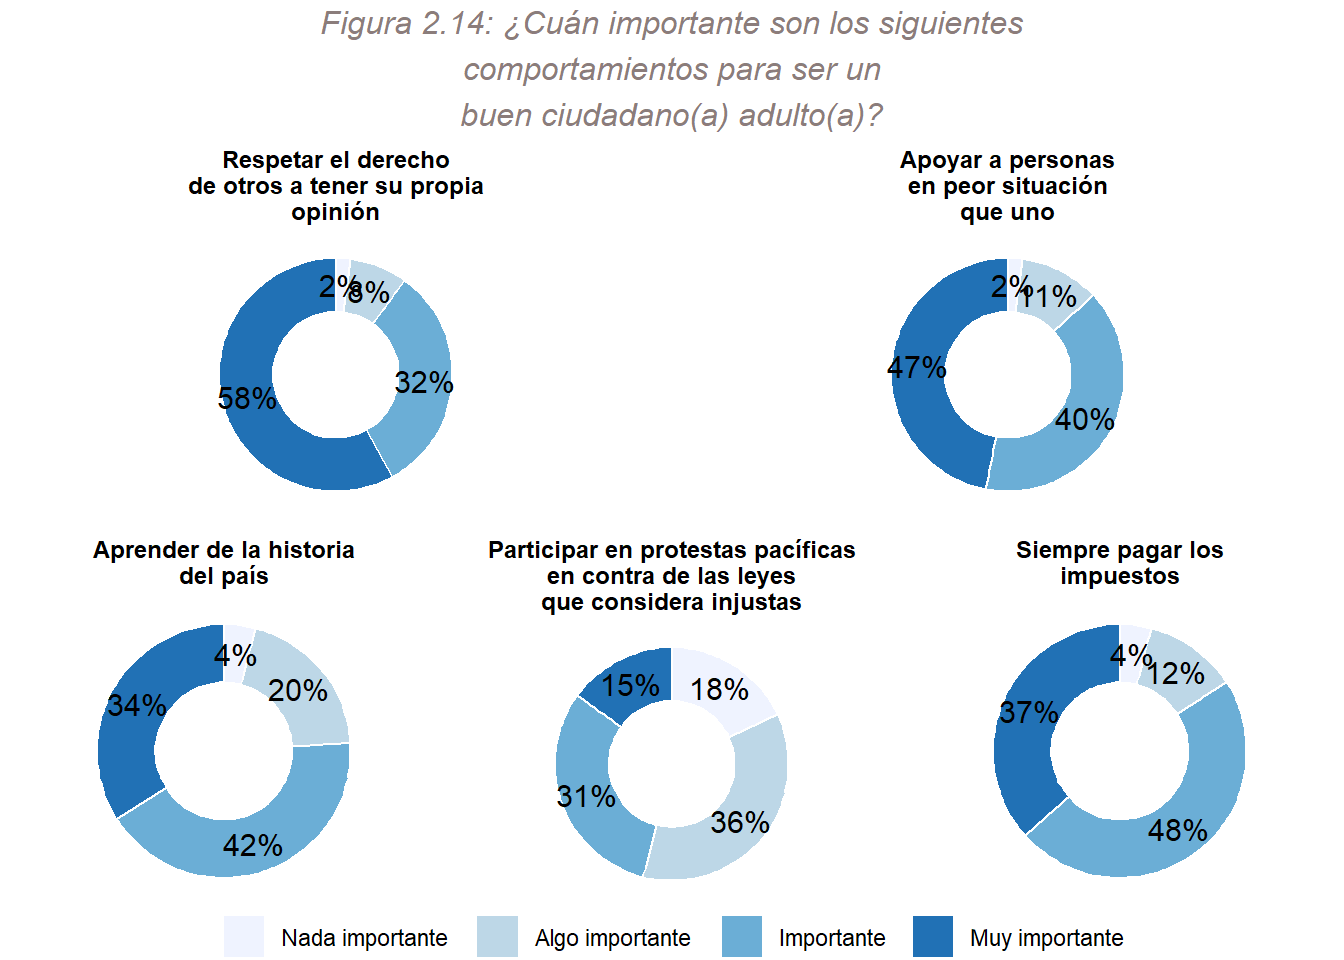 Figura 2.14: ¿Cuán importante son los siguientes
comportamientos para ser un
buen ciudadano(a) adulto(a)?
Respetar el derecho
de otros a tener su propia
opinión
2%
8%
32%
58%
Apoyar a personas
en peor situación
que uno
2%
11%
40%
47%
Aprender de la historia
del país
4%
20%
42%
34%
Participar en protestas pacíficas
en contra de las leyes
que considera injustas
18%
36%
31%
15%
Siempre pagar los
impuestos
4%
12%
48%
37%
Nada importante
Algo importante
Importante
Muy importante